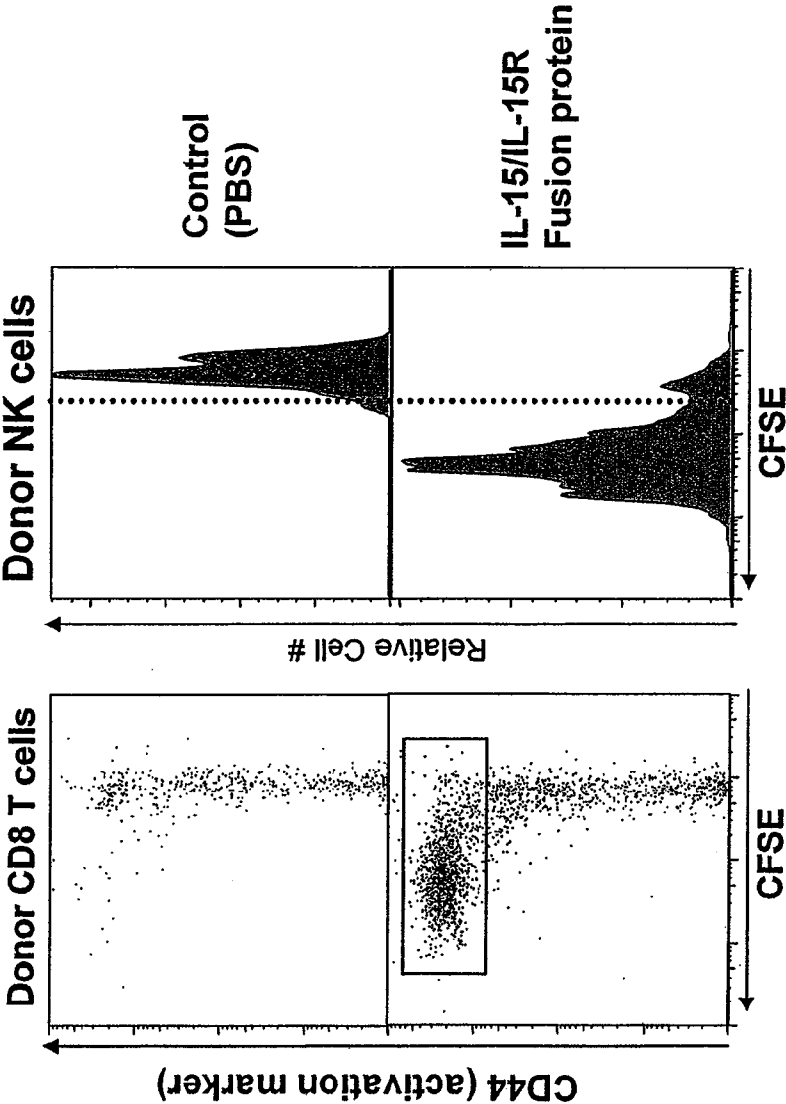 Donor NK cells
Control
(PBS)
IL-15/IL-15R
Fusion protein
Relative Cell #
CFSE
Donor CD8 T cells
CD44 (activation marker)
CFSE